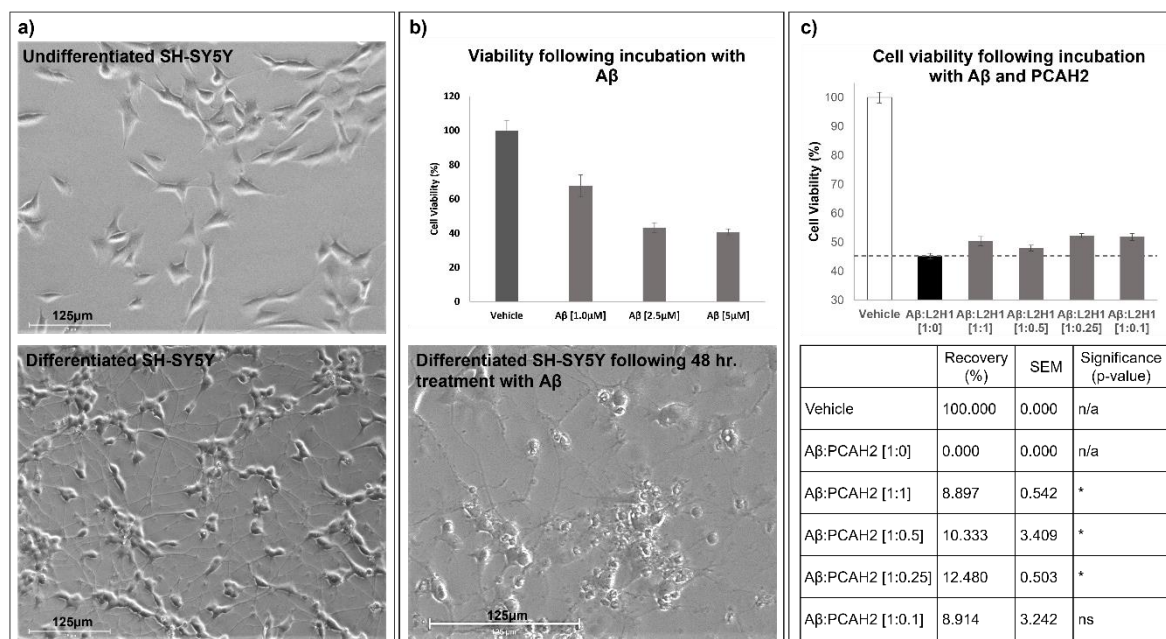 a)
Undifferentiated SH-SY5Y
125µm
Differentiated SH-SY5Y
125µm
b)
Viability following incubation with
Aβ
Cell Viability (%)
120
100
80
60
40
20
0
Vehicle Aβ [1.0µM] Aβ [2.5µM] Aβ [5µM]
Differentiated SH-SY5Y following 48 hr.
treatment with Aβ
125µm
c)
Cell viability following incubation
with Aβ and PCAH2
Cell Viability (%)
100
90
80
70
60
50
40
30
Vehicle Aβ:L2H1 Aβ:L2H1 Aβ:L2H1 Aβ:L2H1 Aβ:L2H1
[1:0] [1:1] [1:0.5] [1:0.25] [1:0.1]
Recovery SEM Significance
(%) (p-value)
Vehicle 100.000 0.000 n/a
Aβ:PCAH2 [1:0] 0.000 0.000 n/a
Aβ:PCAH2 [1:1] 8.897 0.542 *
Aβ:PCAH2 [1:0.5] 10.333 3.409 *
Aβ:PCAH2 [1:0.25] 12.480 0.503 *
Aβ:PCAH2 [1:0.1] 8.914 3.242 ns